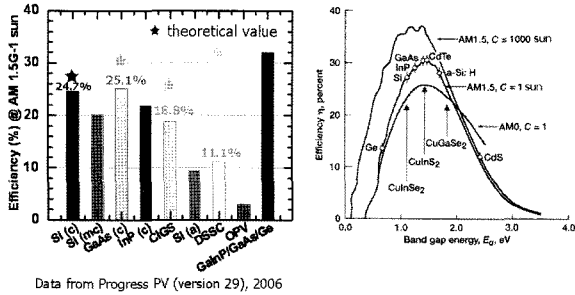 ★ theoretical value
Efficiency (%) @ AM 1.5G-1 sun
40
30
20
10
0
24.7%
25.1%
18.8%
11.1%
Si (c)
Si (mc)
GaAs (c)
InP (c)
CIGS
Si (a)
DSSC
OPV
GaInP/GaAs/Ge
Data from Progress PV (version 29), 2006
Efficiency η, percent
40
30
20
10
0
AM1.5, C = 1000 sun
GaAs
CdTe
InP
Si
a-Si: H
AM1.5, C = 1 sun
AM0, C = 1
Ge
CuGaSe2
CuInS2
CuInSe2
CdS
0
1.0
2.0
3.0
4.0
Band gap energy, EG, eV